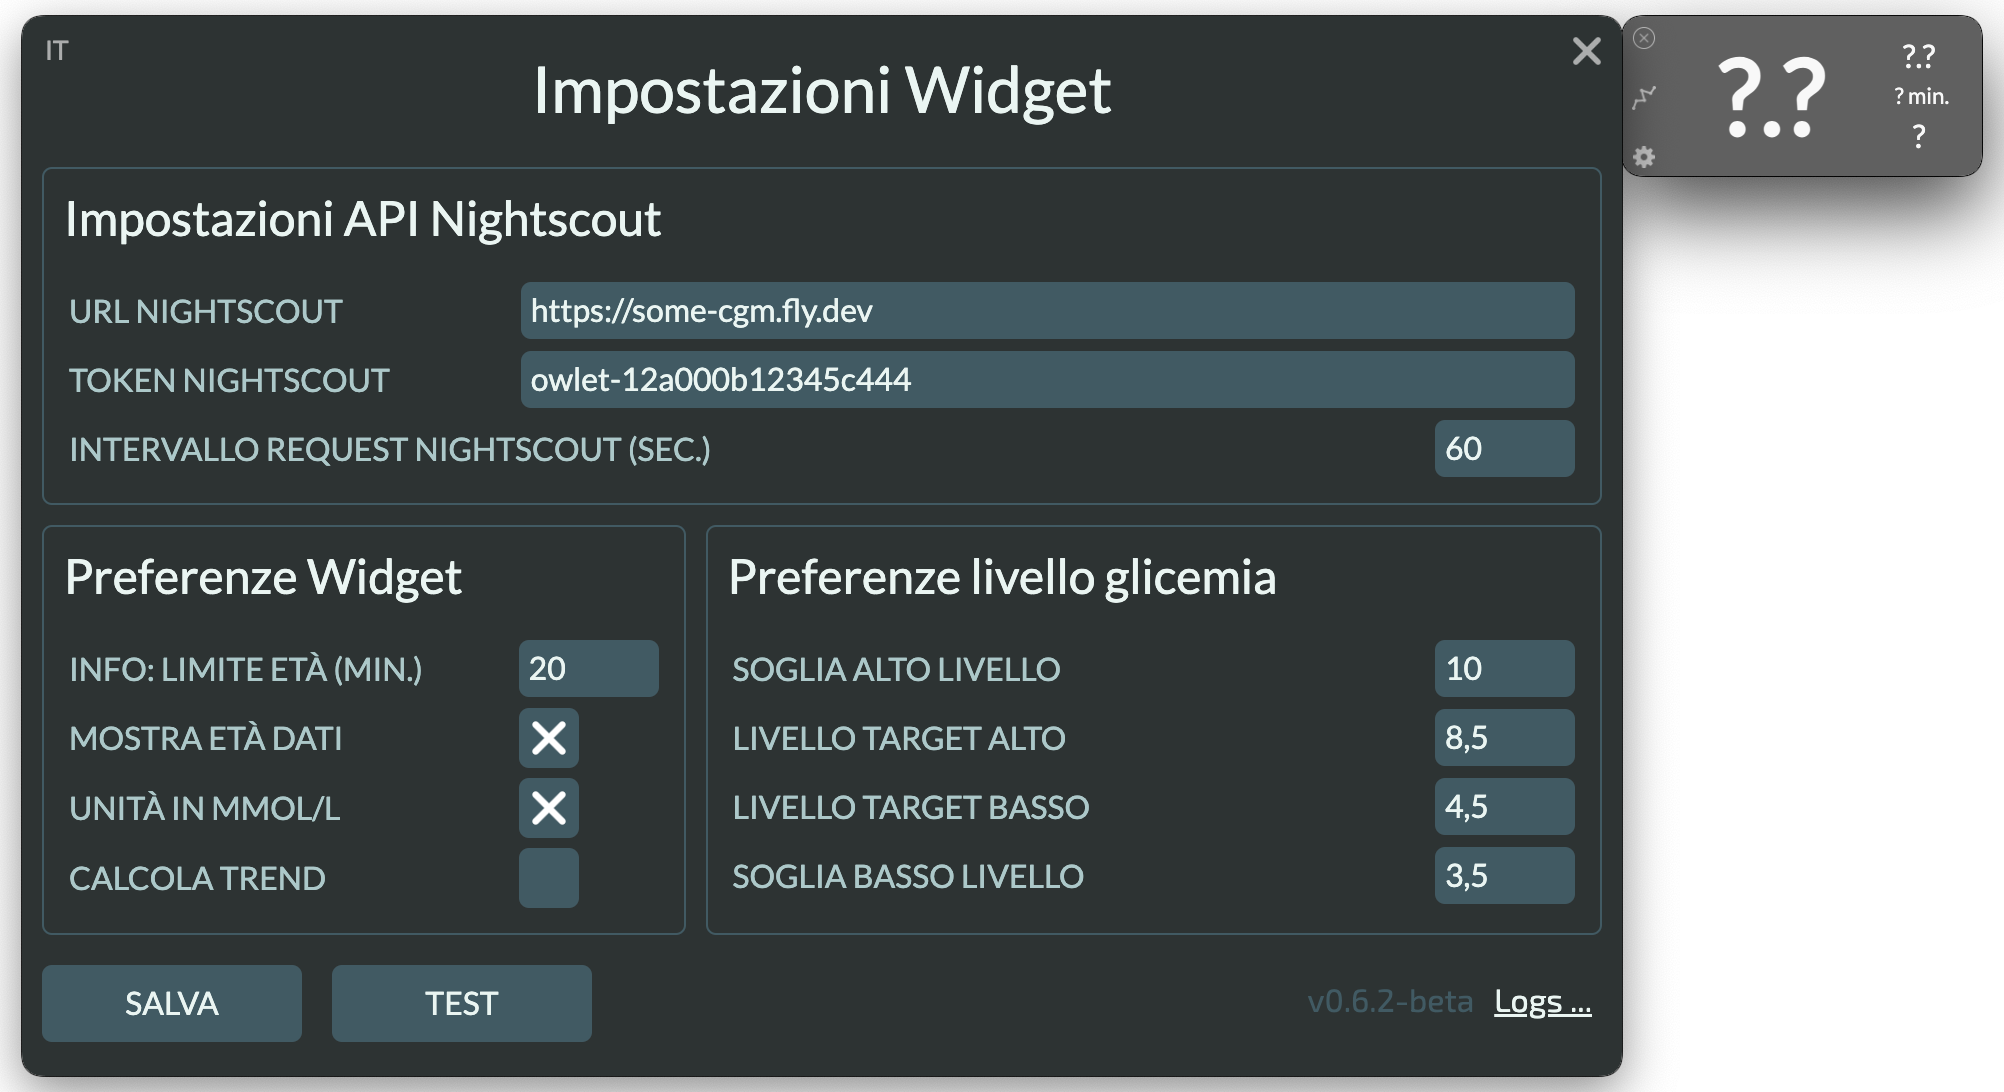 IT
Impostazioni Widget
??
...
?.?
? min.
?
Impostazioni API Nightscout
URL NIGHTSCOUT
https://some-cgm.fly.dev
TOKEN NIGHTSCOUT
owlet-12a000b12345c444
INTERVALLO REQUEST NIGHTSCOUT (SEC.)
60
Preferenze Widget
INFO: LIMITE ETÀ (MIN.)
20
MOSTRA ETÀ DATI
UNITÀ IN MMOL/L
CALCOLA TREND
Preferenze livello glicemia
SOGLIA ALTO LIVELLO
10
LIVELLO TARGET ALTO
8,5
LIVELLO TARGET BASSO
4,5
SOGLIA BASSO LIVELLO
3,5
SALVA
TEST
v0.6.2-beta
Logs ...